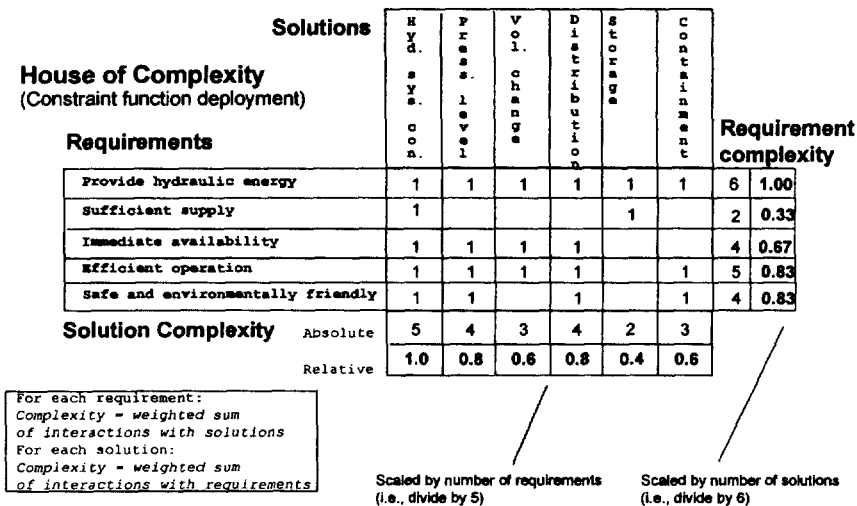 Solutions
Hyd. sys. con.
Press. level
Vol. change
Distribution
Storage
Containment
House of Complexity
(Constraint function deployment)
Requirements
Requirement
complexity
Provide hydraulic energy 1 1 1 1 1 1 6 1.00
Sufficient supply 1 1 2 0.33
Immediate availability 1 1 1 1 4 0.67
Efficient operation 1 1 1 1 1 5 0.83
Safe and environmentally friendly 1 1 1 1 4 0.83
Solution Complexity Absolute 5 4 3 4 2 3
Relative 1.0 0.8 0.6 0.8 0.4 0.6
For each requirement:
Complexity = weighted sum
of interactions with solutions
For each solution:
Complexity = weighted sum
of interactions with requirements
Scaled by number of requirements
(i.e., divide by 5)
Scaled by number of solutions
(i.e., divide by 6)